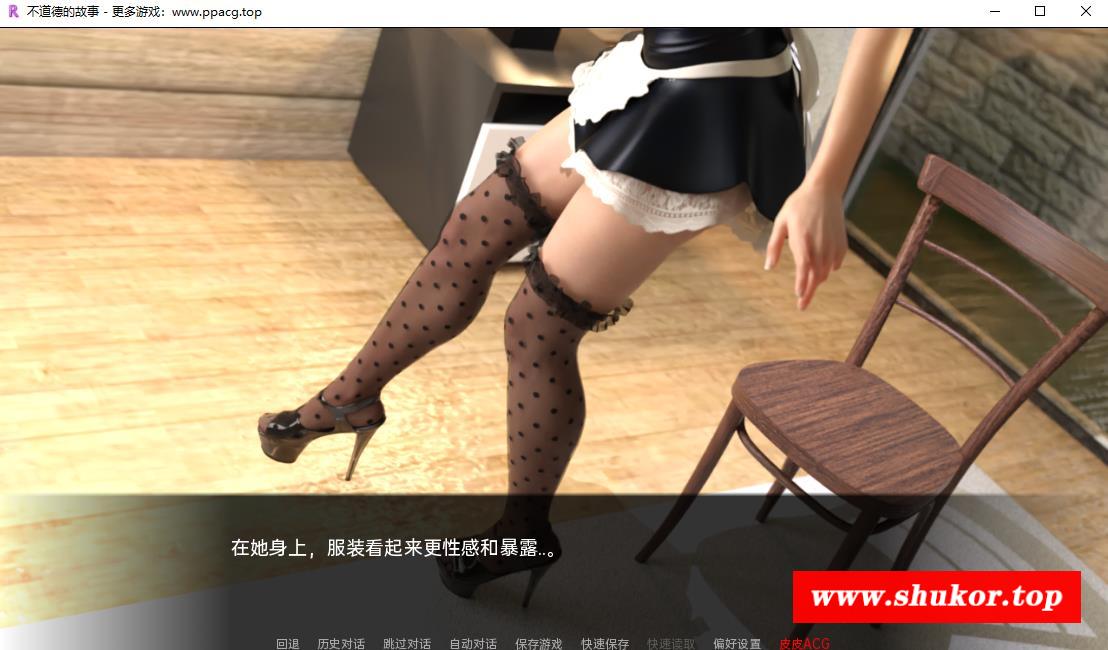 不道德的故事 - 更多游戏：www.ppacg.top
在她身上，服装看起来更性感和暴露..。
www.shukor.top
回退 历史对话 跳过对话 自动对话 保存游戏 快速保存 快速读取 偏好设置 皮皮ACG